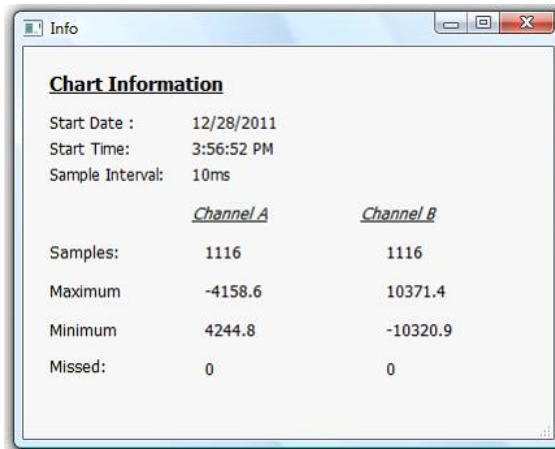 Info
Chart Information
Start Date : 12/28/2011
Start Time: 3:56:52 PM
Sample Interval: 10ms
Channel A Channel B
Samples: 1116 1116
Maximum -4158.6 10371.4
Minimum 4244.8 -10320.9
Missed: 0 0